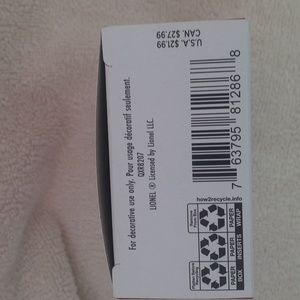 U.S.A. $21.99
CAN. $27.99
For decorative use only. Pour usage décoratif seulement.
QXR8207
LIONEL ® Licensed by Lionel LLC.
7 63795 81286 8
how2recycle.info
PAPER
BOX
PAPER
INSERTS
PAPER
WRAP